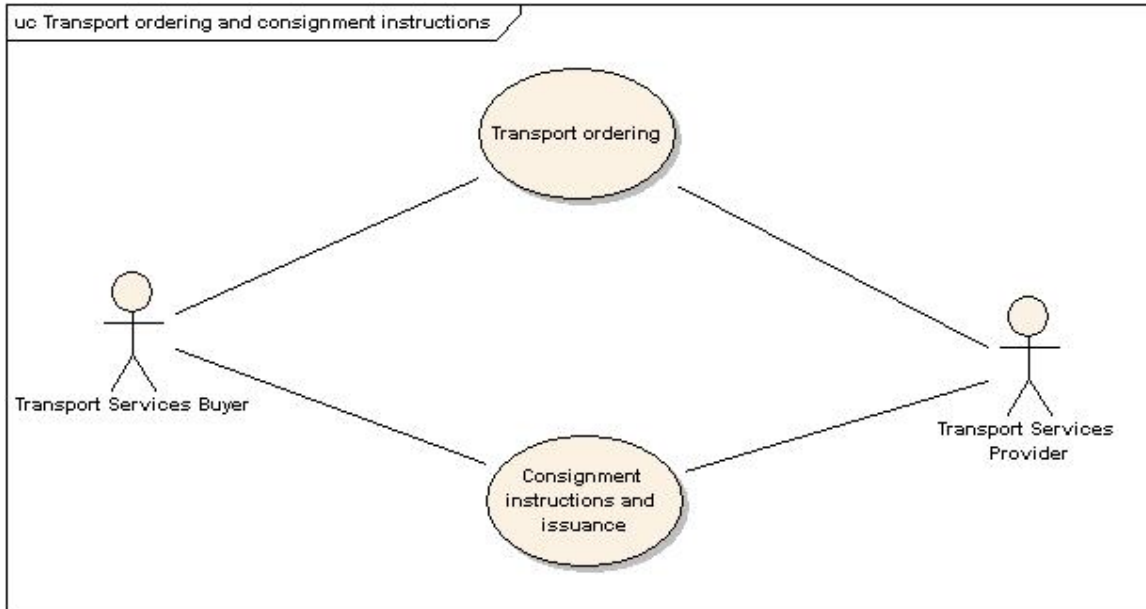 uc Transport ordering and consignment instructions
Transport ordering
Transport Services Buyer
Transport Services
Provider
Consignment
instructions and
issuance